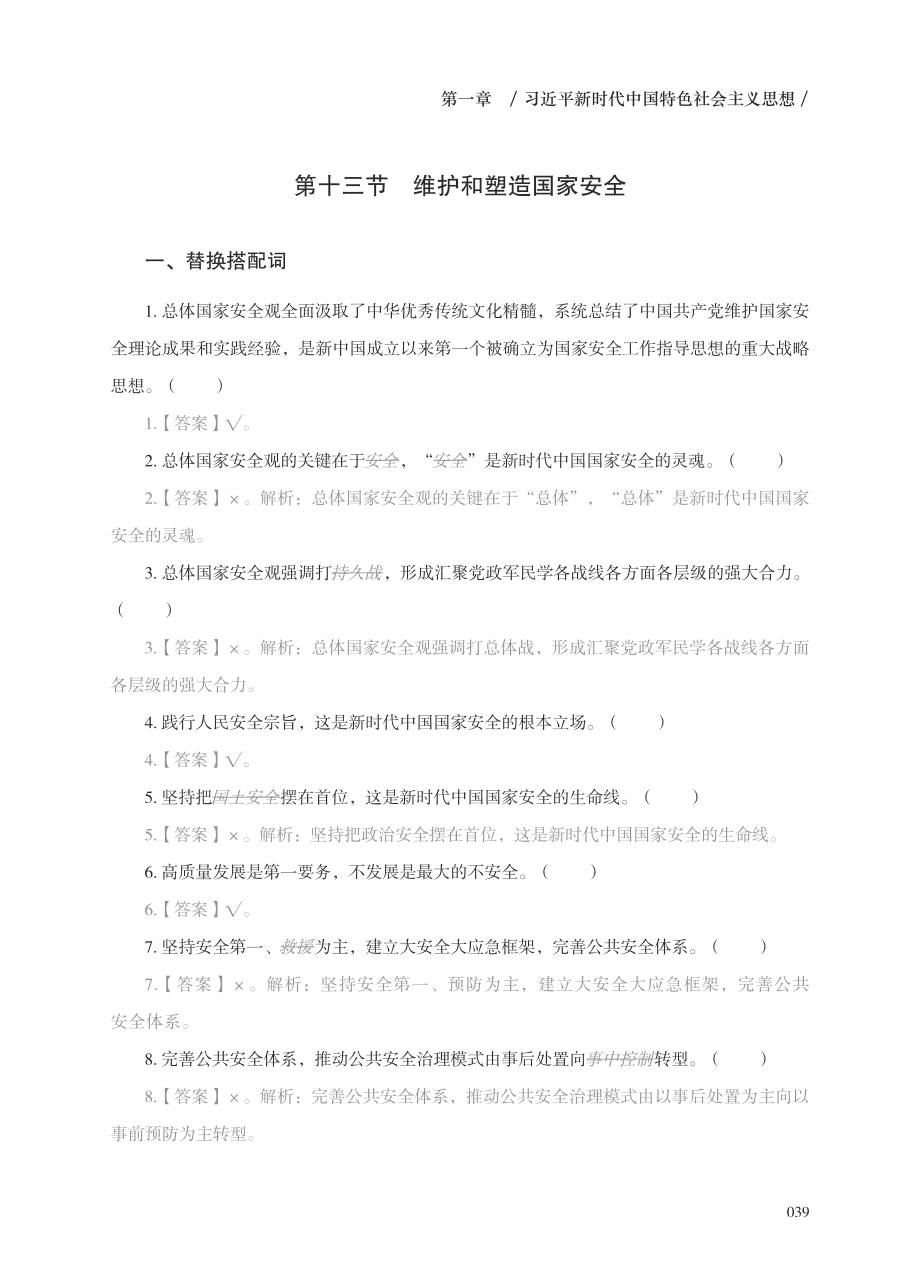 第一章 / 习近平新时代中国特色社会主义思想 /
第十三节 维护和塑造国家安全
一、替换搭配词
1. 总体国家安全观全面汲取了中华优秀传统文化精髓，系统总结了中国共产党维护国家安
全理论成果和实践经验，是新中国成立以来第一个被确立为国家安全工作指导思想的重大战略
思想。（　　）
1.【答案】√。
2. 总体国家安全观的关键在于安全，“安全”是新时代中国国家安全的灵魂。（　　）
2.【答案】×。解析：总体国家安全观的关键在于“总体”，“总体”是新时代中国国家
安全的灵魂。
3. 总体国家安全观强调打持久战，形成汇聚党政军民学各战线各方面各层级的强大合力。
（　　）
3.【答案】×。解析：总体国家安全观强调打总体战，形成汇聚党政军民学各战线各方面
各层级的强大合力。
4. 践行人民安全宗旨，这是新时代中国国家安全的根本立场。（　　）
4.【答案】√。
5. 坚持把国土安全摆在首位，这是新时代中国国家安全的生命线。（　　）
5.【答案】×。解析：坚持把政治安全摆在首位，这是新时代中国国家安全的生命线。
6. 高质量发展是第一要务，不发展是最大的不安全。（　　）
6.【答案】√。
7. 坚持安全第一、救援为主，建立大安全大应急框架，完善公共安全体系。（　　）
7.【答案】×。解析：坚持安全第一、预防为主，建立大安全大应急框架，完善公共
安全体系。
8. 完善公共安全体系，推动公共安全治理模式由事后处置向事中控制转型。（　　）
8.【答案】×。解析：完善公共安全体系，推动公共安全治理模式由以事后处置为主向以
事前预防为主转型。
039